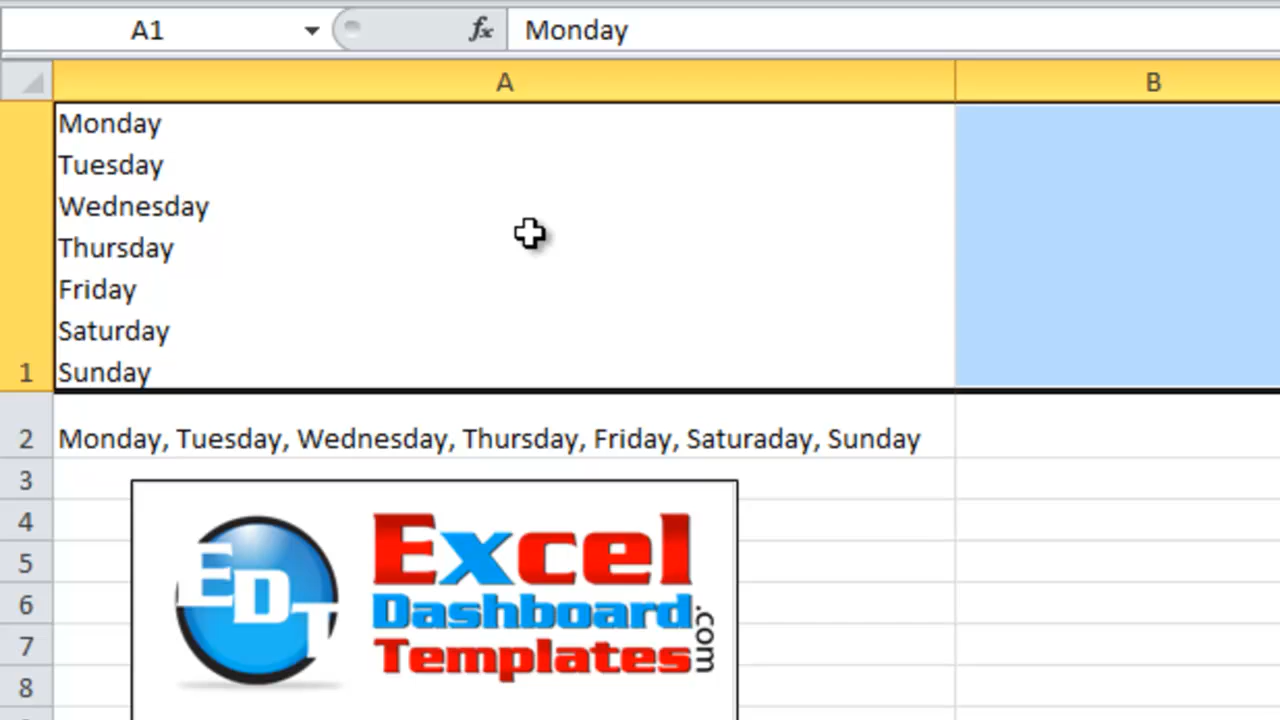 A1 fx Monday
A B
Monday
Tuesday
Wednesday
Thursday
Friday
Saturday
1 Sunday
2 Monday, Tuesday, Wednesday, Thursday, Friday, Saturaday, Sunday
3
4
5
6
7
8
EDT
Excel
Dashboard
Templates
.com